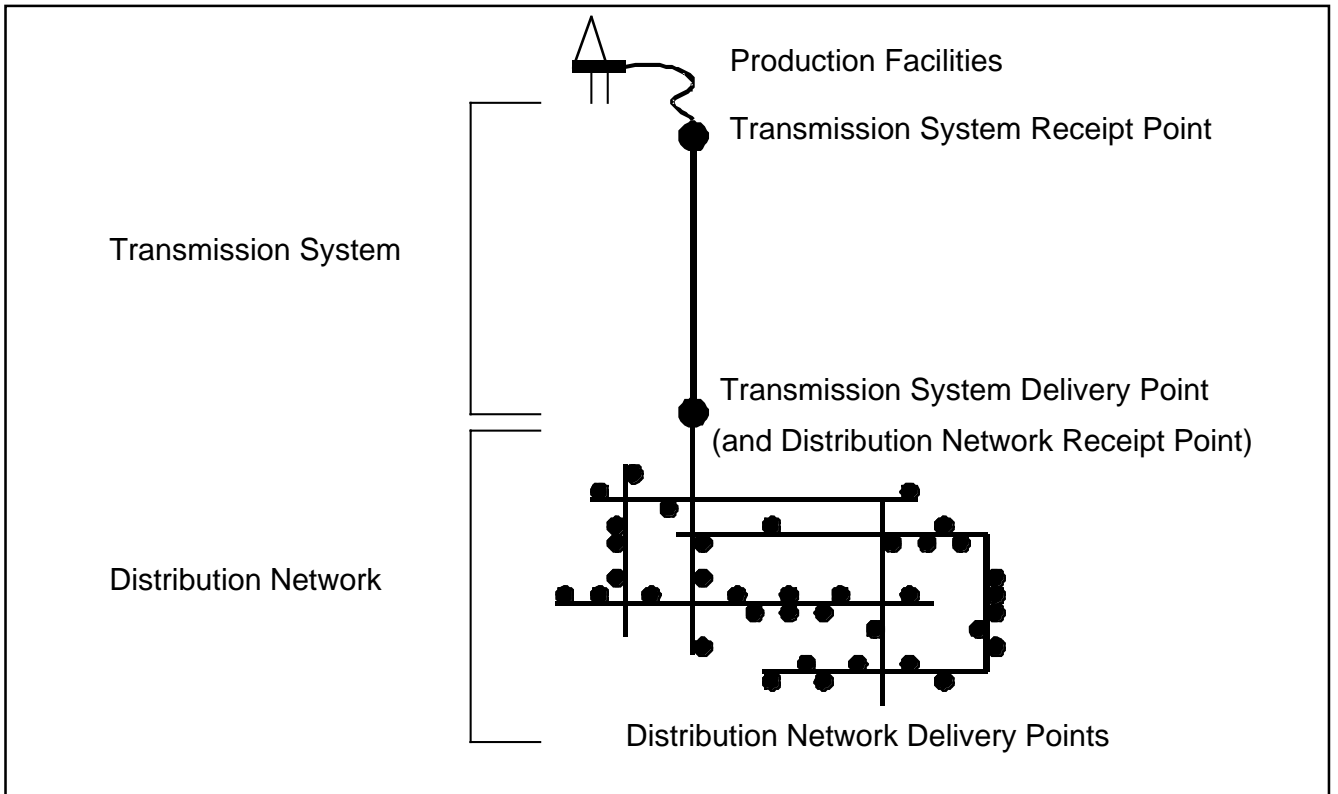 Production Facilities
Transmission System Receipt Point
Transmission System
Transmission System Delivery Point
(and Distribution Network Receipt Point)
Distribution Network
Distribution Network Delivery Points